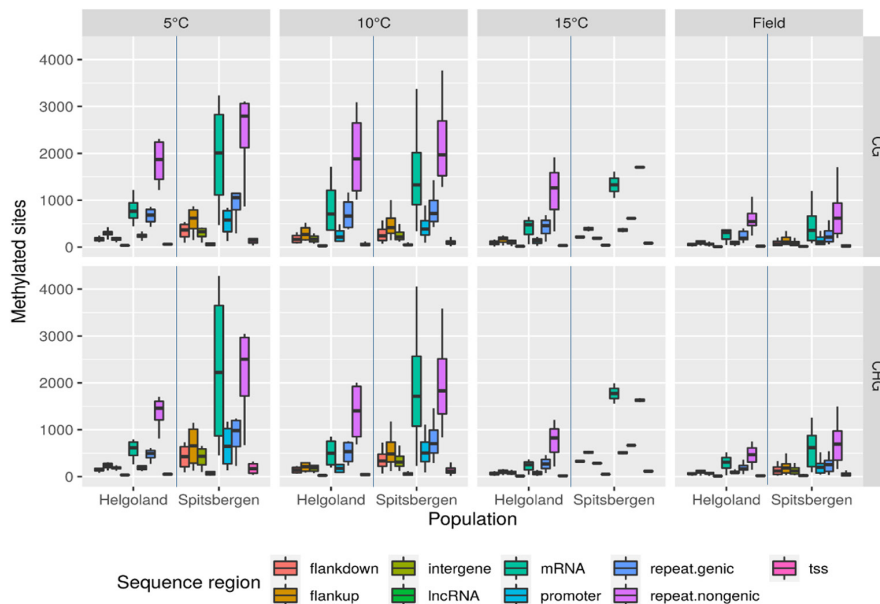 5°C 10°C 15°C Field
Methylated sites
4000
3000
2000
1000
0
CG
4000
3000
2000
1000
0
CHG
Helgoland Spitsbergen Helgoland Spitsbergen Helgoland Spitsbergen Helgoland Spitsbergen
Population
Sequence region
flankdown intergene mRNA repeat.genic tss
flankup lncRNA promoter repeat.nongenic